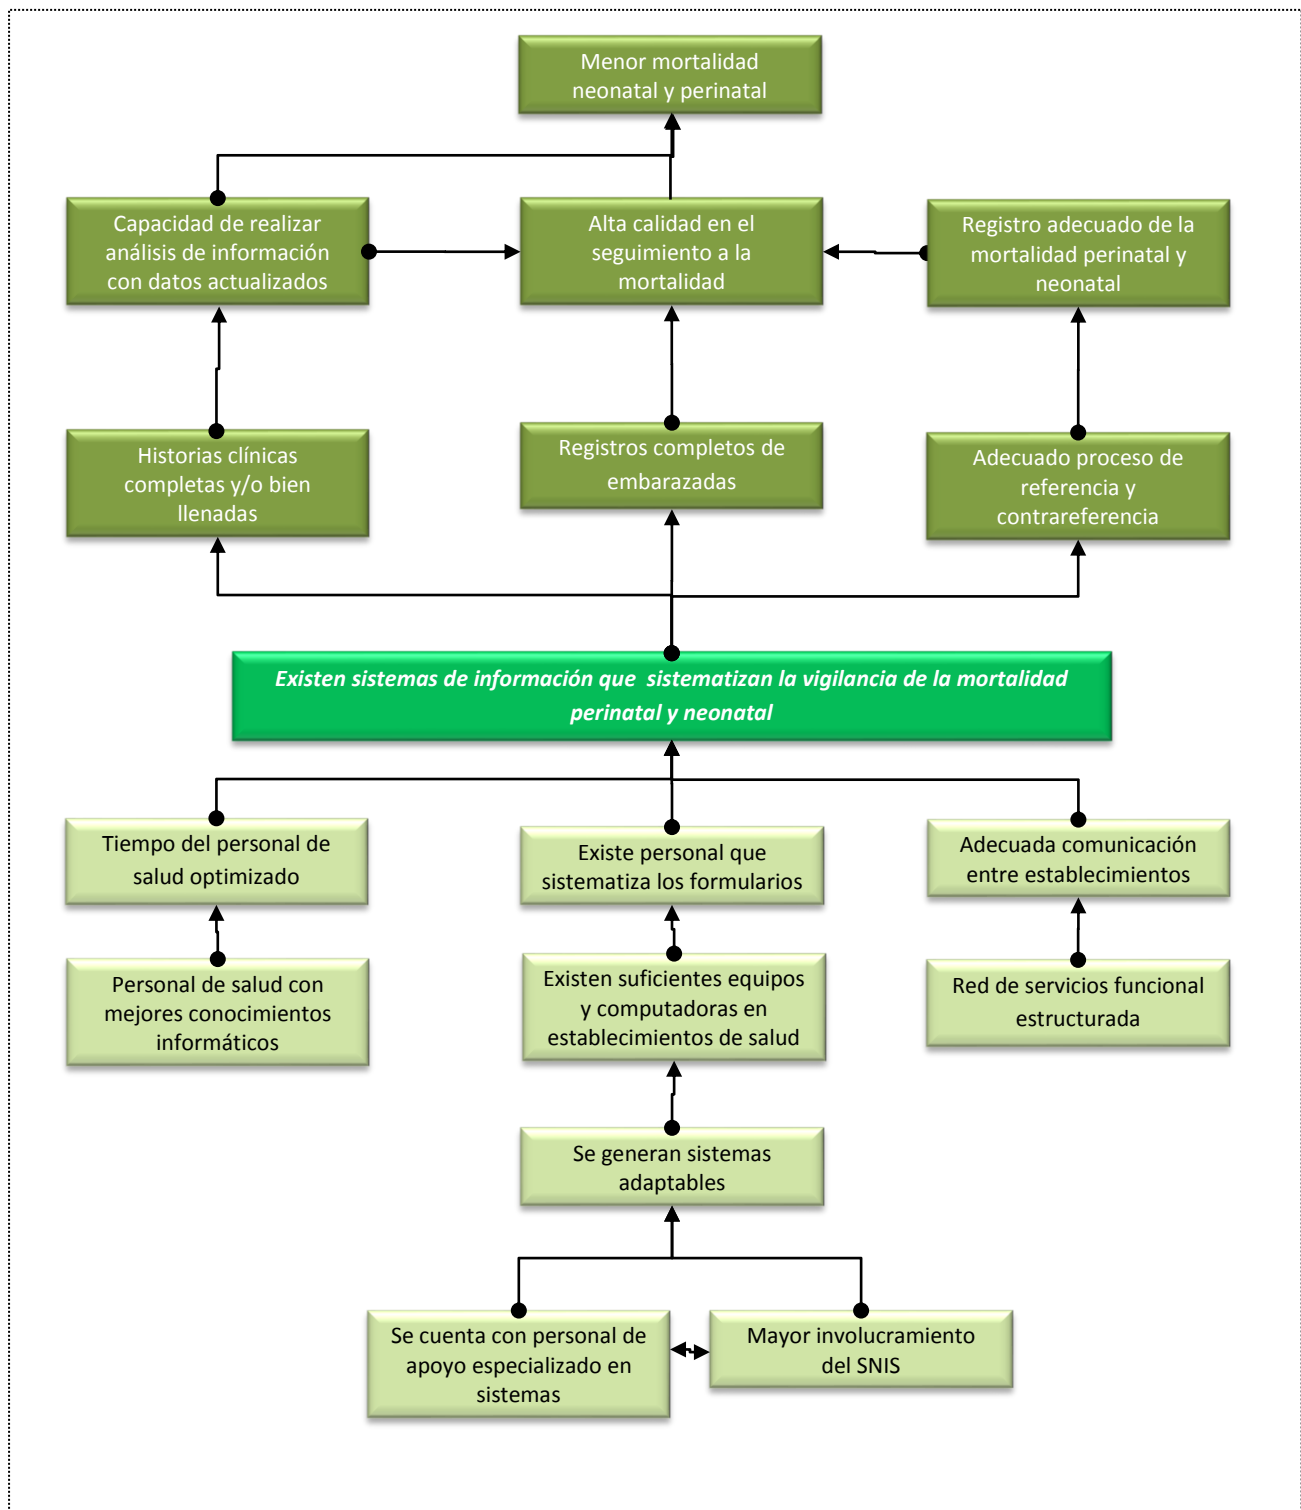 Menor mortalidad
neonatal y perinatal
Capacidad de realizar
análisis de información
con datos actualizados
Alta calidad en el
seguimiento a la
mortalidad
Registro adecuado de la
mortalidad perinatal y
neonatal
Historias clínicas
completas y/o bien
llenadas
Registros completos de
embarazadas
Adecuado proceso de
referencia y
contrareferencia
Existen sistemas de información que sistematizan la vigilancia de la mortalidad
perinatal y neonatal
Tiempo del personal de
salud optimizado
Existe personal que
sistematiza los formularios
Adecuada comunicación
entre establecimientos
Personal de salud con
mejores conocimientos
informáticos
Existen suficientes equipos
y computadoras en
establecimientos de salud
Red de servicios funcional
estructurada
Se generan sistemas
adaptables
Se cuenta con personal de
apoyo especializado en
sistemas
Mayor involucramiento
del SNIS